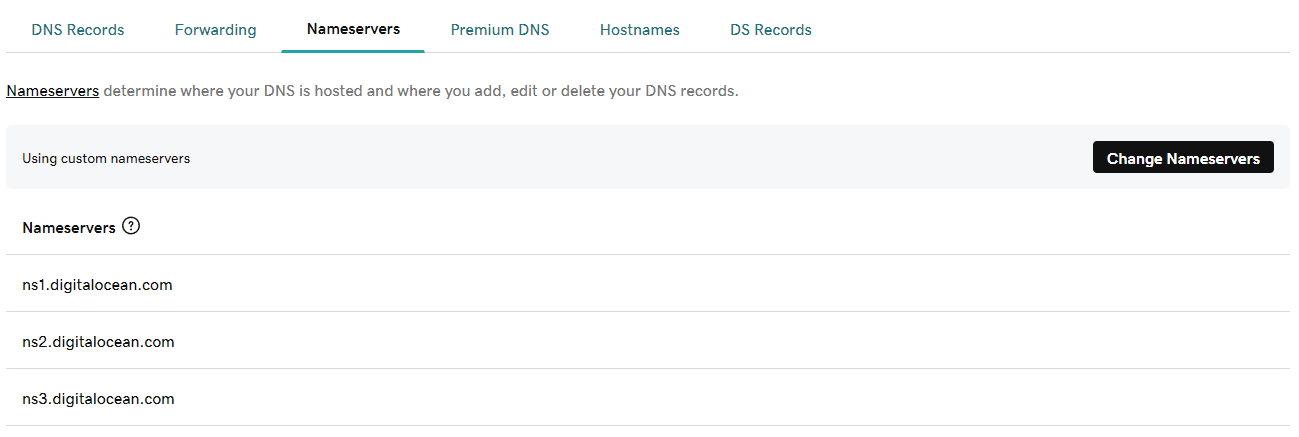 DNS Records Forwarding Nameservers Premium DNS Hostnames DS Records
Nameservers determine where your DNS is hosted and where you add, edit or delete your DNS records.
Using custom nameservers Change Nameservers
Nameservers ?
ns1.digitalocean.com
ns2.digitalocean.com
ns3.digitalocean.com